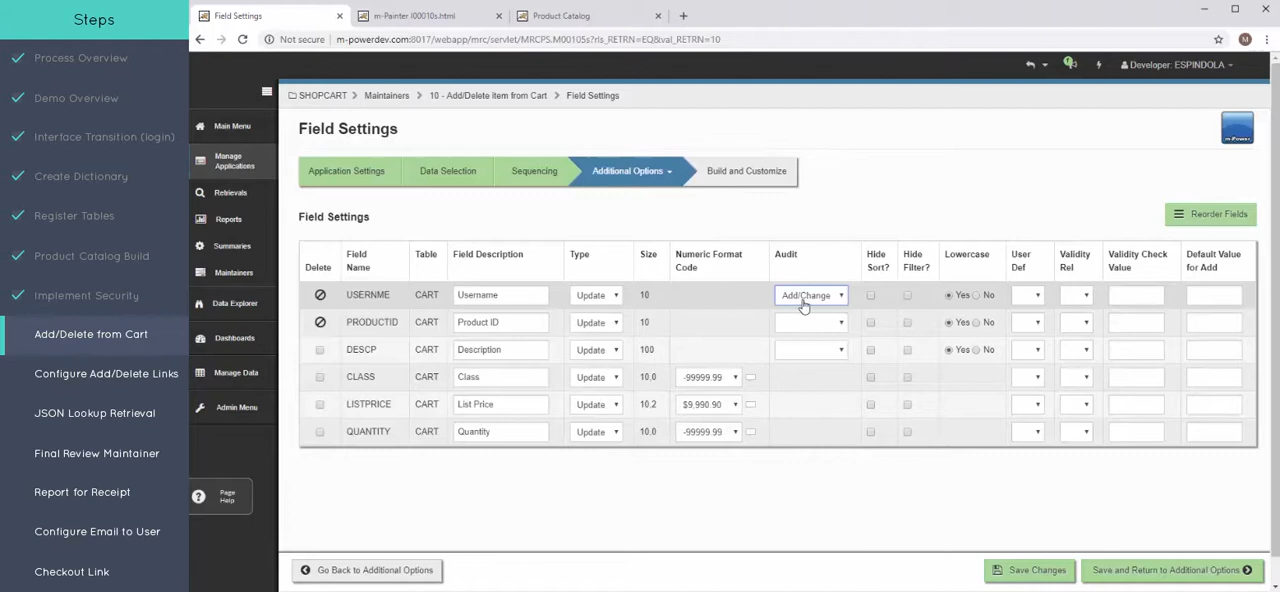 Steps
Process Overview
Demo Overview
Interface Transition (login)
Create Dictionary
Register Tables
Product Catalog Build
Implement Security
Add/Delete from Cart
Configure Add/Delete Links
JSON Lookup Retrieval
Final Review Maintainer
Report for Receipt
Configure Email to User
Checkout Link
Field Settings
m-Painter I00010s.html
Product Catalog
Not secure
m-powerdev.com:8017/webapp/mrc/servlet/MRCPS.M00105s?rls_RETRN=EQ&val_RETRN=10
M
Developer: ESPINDOLA
Main Menu
Manage
Applications
Retrievals
Reports
Summaries
Maintainers
Data Explorer
Dashboards
Manage Data
Admin Menu
Page
Help
SHOPCART > Maintainers > 10 - Add/Delete item from Cart > Field Settings
Field Settings
m-Power
Application Settings Data Selection Sequencing Additional Options Build and Customize
Field Settings
Reorder Fields
Delete Field Name Table Field Description Type Size Numeric Format Code Audit Hide Sort? Hide Filter? Lowercase User Def Validity Rel Validity Check Value Default Value for Add
USERNME CART Username Update 10 Add/Change Yes No
PRODUCTID CART Product ID Update 10 Yes No
DESCP CART Description Update 100 Yes No
CLASS CART Class Update 10.0 -99999.99
LISTPRICE CART List Price Update 10.2 $9,990.90
QUANTITY CART Quantity Update 10.0 -99999.99
Go Back to Additional Options
Save Changes
Save and Return to Additional Options